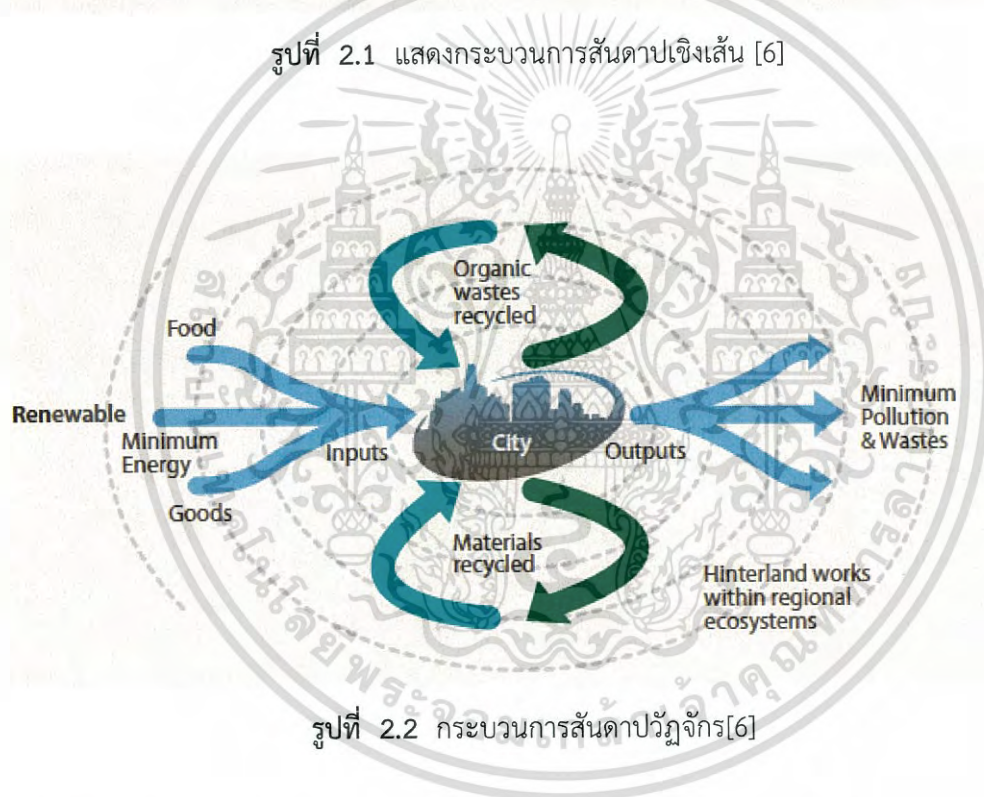 รูปที่ 2.1 แสดงกระบวนการสันดาปเชิงเส้น [6]
Organic
wastes
recycled
Food
Renewable
Minimum
Energy
Inputs
Goods
City
Outputs
Minimum
Pollution
& Wastes
Materials
recycled
Hinterland works
within regional
ecosystems
รูปที่ 2.2 กระบวนการสันดาปวัฏจักร[6]